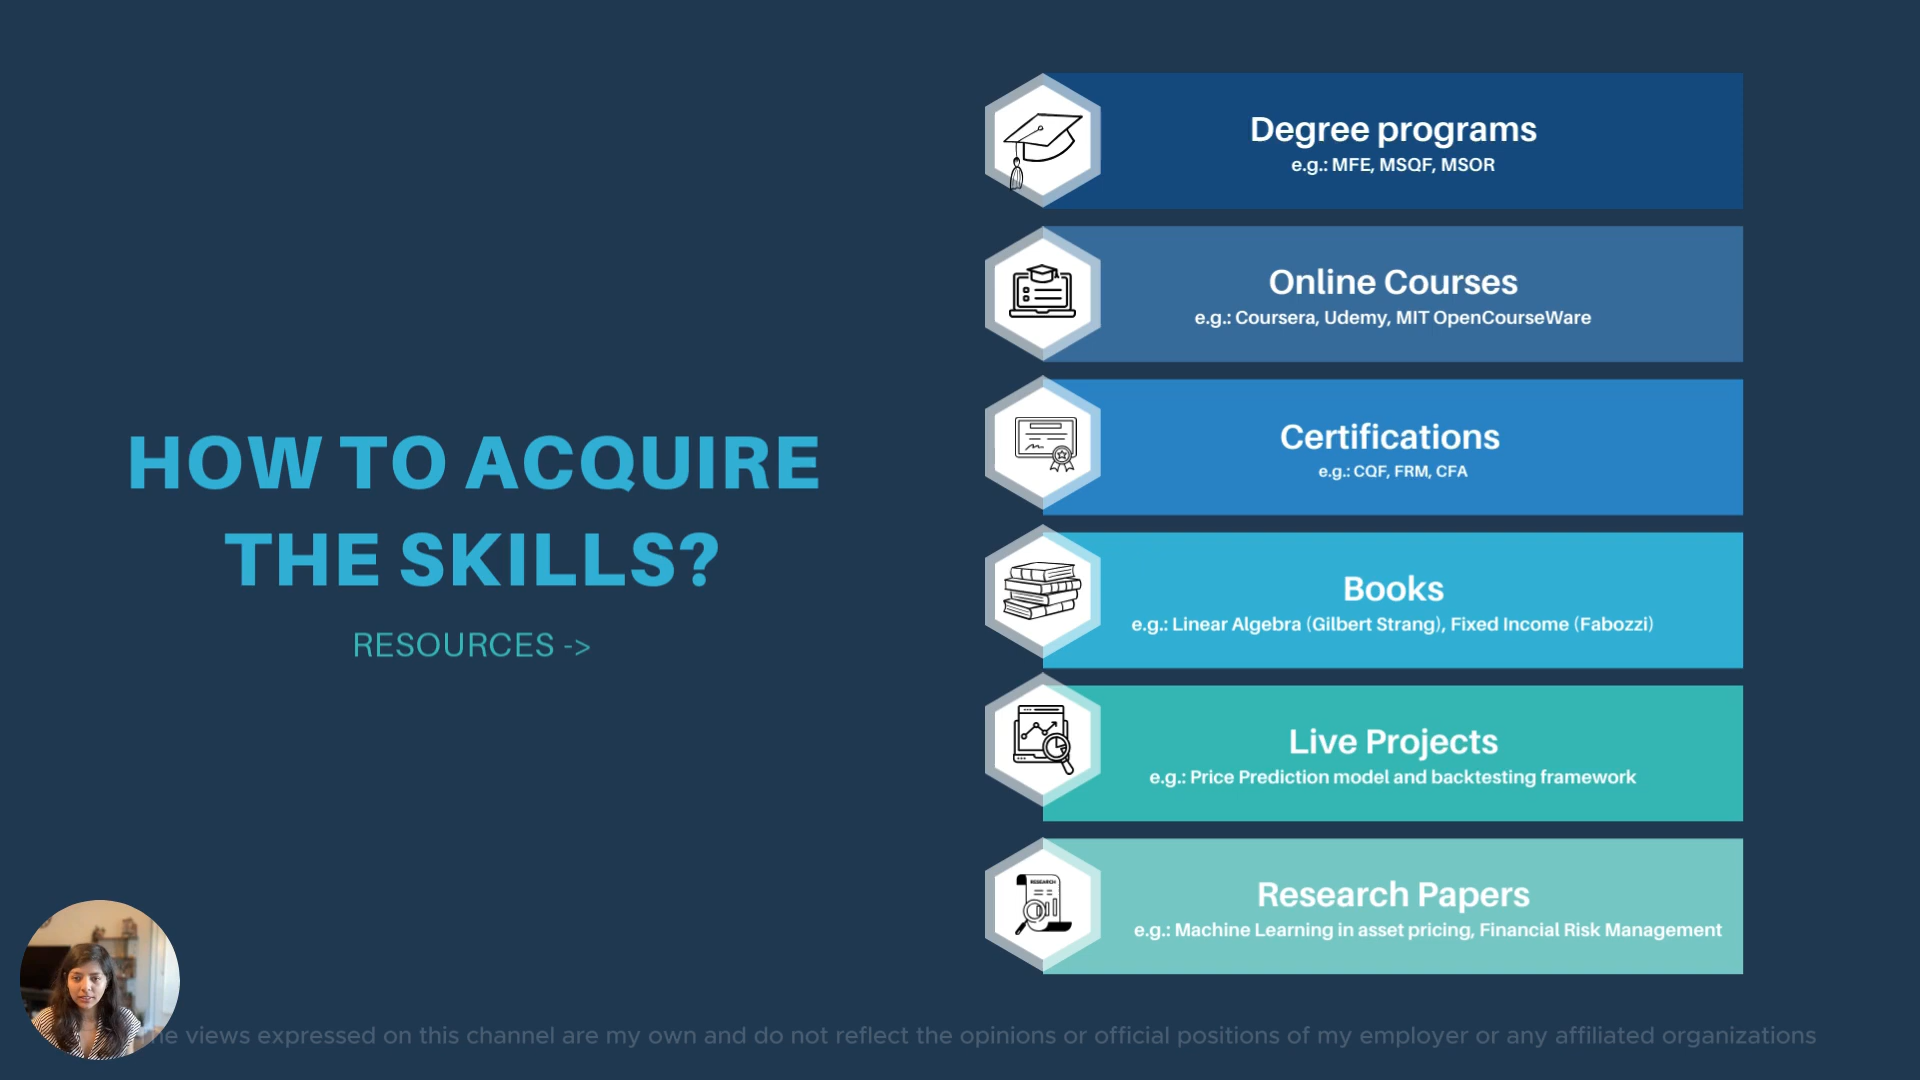 HOW TO ACQUIRE
THE SKILLS?
RESOURCES ->
Degree programs
e.g.: MFE, MSQF, MSOR
Online Courses
e.g.: Coursera, Udemy, MIT OpenCourseWare
Certifications
e.g.: CQF, FRM, CFA
Books
e.g.: Linear Algebra (Gilbert Strang), Fixed Income (Fabozzi)
Live Projects
e.g.: Price Prediction model and backtesting framework
RESEARCH
Research Papers
e.g.: Machine Learning in asset pricing, Financial Risk Management
views expressed on this channel are my own and do not reflect the opinions or official positions of my employer or any affiliated organizations